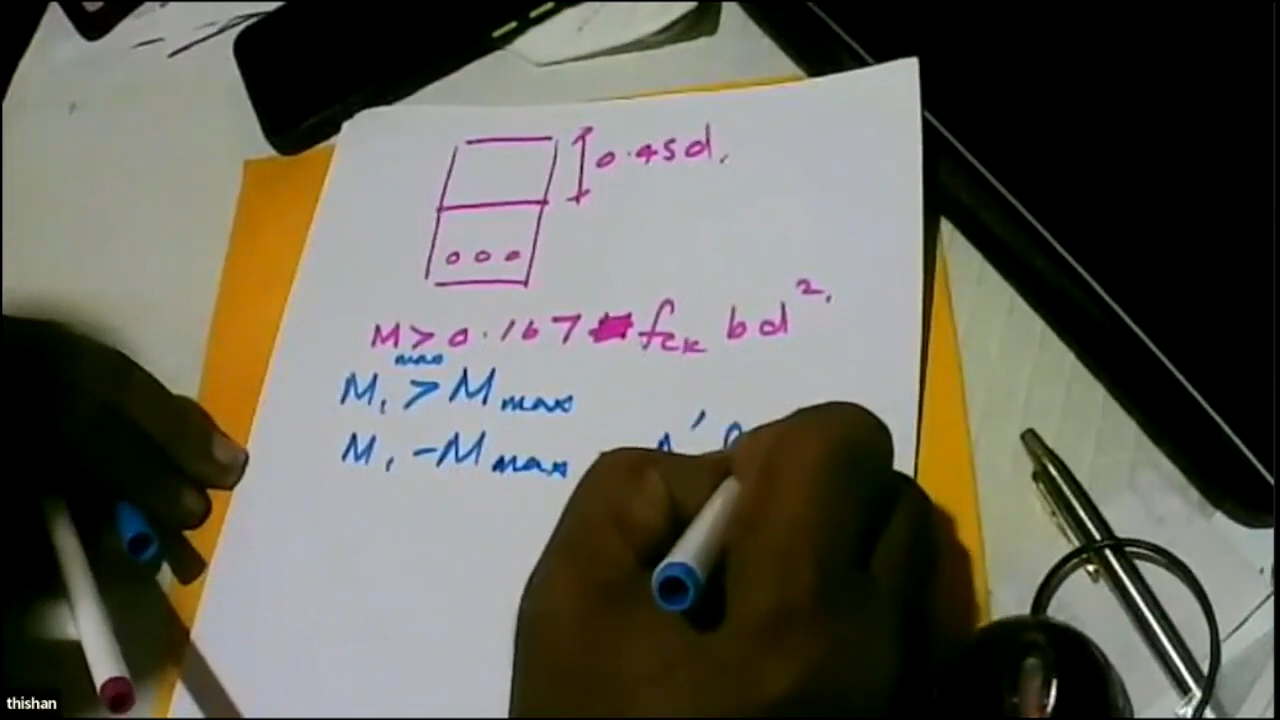 0.45d.
M > 0.167 fck bd².
max
M₁ > Mmax
M₁ - Mmax
thishan